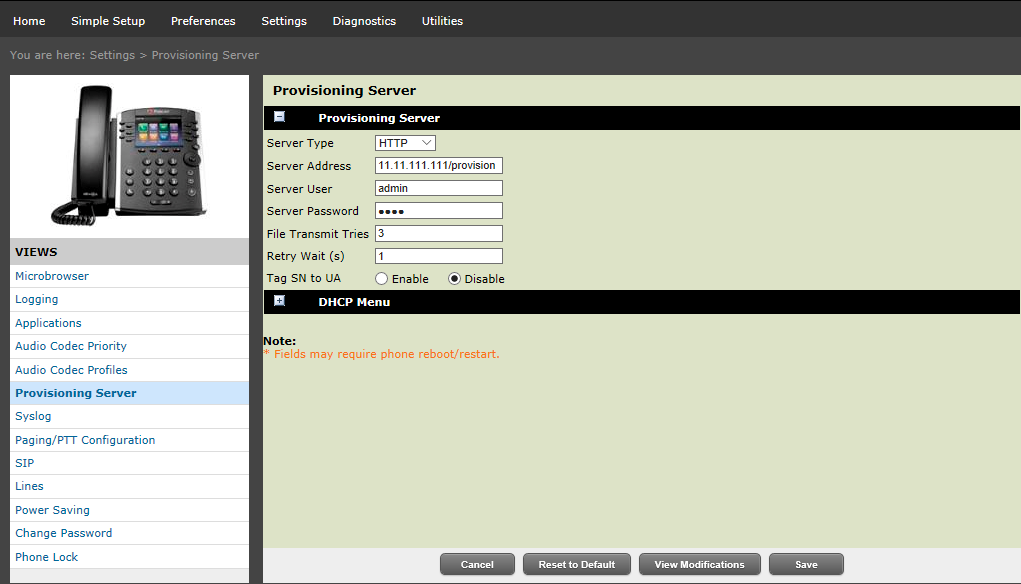 Home Simple Setup Preferences Settings Diagnostics Utilities
You are here: Settings > Provisioning Server
VIEWS
Microbrowser
Logging
Applications
Audio Codec Priority
Audio Codec Profiles
Provisioning Server
Syslog
Paging/PTT Configuration
SIP
Lines
Power Saving
Change Password
Phone Lock
Provisioning Server
Provisioning Server
Server Type HTTP
Server Address 11.11.111.111/provision
Server User admin
Server Password ●●●●
File Transmit Tries 3
Retry Wait (s) 1
Tag SN to UA Enable Disable
DHCP Menu
Note:
* Fields may require phone reboot/restart.
Cancel Reset to Default View Modifications Save